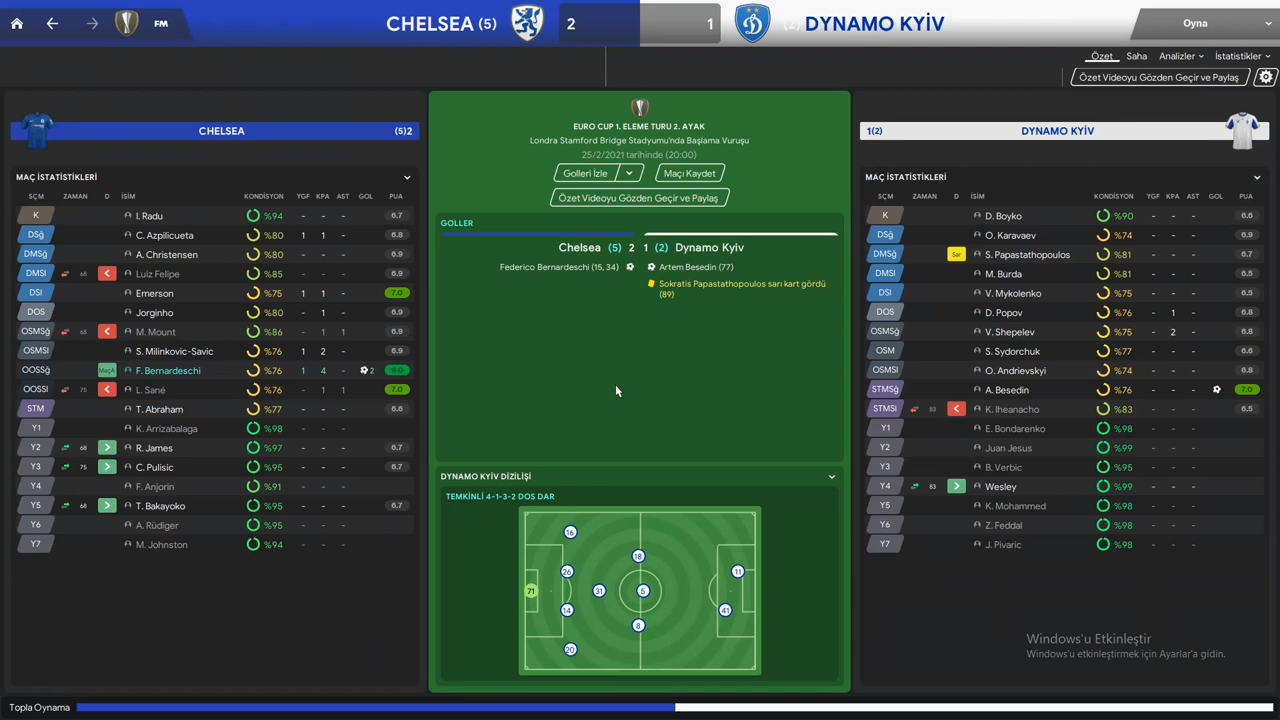 FM
CHELSEA (5)
2
1
(2) DYNAMO KYİV
Oyna
Özet Saha Analizler İstatistikler
Özet Videoyu Gözden Geçir ve Paylaş
CHELSEA (5)2
MAÇ İSTATİSTİKLERİ
SÇM ZAMAN D İSİM KONDİSYON YGF KPA AST GOL PUA
K I. Radu %94 - - - 6.7
DSğ C. Azpilicueta %80 1 1 - 6.8
DMSğ A. Christensen %80 - - - 6.9
DMSl 68 Luiz Felipe %85 - - - 6.9
DSl Emerson %75 1 1 - 7.0
DOS Jorginho %80 - 1 - 6.9
OSMSğ 68 M. Mount %86 - 1 1 6.9
OSMSl S. Milinkovic-Savic %76 1 2 - 6.9
OOSSğ MaçA F. Bernardeschi %76 1 4 - 2 9.0
OOSSl 75 L. Sané %76 - 1 1 7.0
STM T. Abraham %77 - - - 6.6
Y1 K. Arrizabalaga %98 - - -
Y2 68 R. James %97 - - - 6.7
Y3 75 C. Pulisic %95 - - - 6.7
Y4 F. Anjorin %91 - - -
Y5 68 T. Bakayoko %95 - - - 6.7
Y6 A. Rüdiger %95 - - -
Y7 M. Johnston %94 - - -
EURO CUP 1. ELEME TURU 2. AYAK
Londra Stamford Bridge Stadyumu'nda Başlama Vuruşu
25/2/2021 tarihinde (20:00)
Golleri İzle Maçı Kaydet
Özet Videoyu Gözden Geçir ve Paylaş
GOLLER
Chelsea (5) 2 1 (2) Dynamo Kyiv
Federico Bernardeschi (15, 34) Artem Besedin (77)
Sokratis Papastathopoulos sarı kart gördü
(89)
DYNAMO KYİV DİZİLİŞİ
TEMKİNLİ 4-1-3-2 DOS DAR
16
18
26
11
71
31
5
14
41
8
20
1(2) DYNAMO KYİV
MAÇ İSTATİSTİKLERİ
SÇM ZAMAN D İSİM KONDİSYON YGF KPA AST GOL PUA
K D. Boyko %90 - - - 6.6
DSğ O. Karavaev %74 - - - 6.9
DMSğ Sar S. Papastathopoulos %81 - - - 6.7
DMSl M. Burda %81 - - - 6.5
DSl V. Mykolenko %75 - - - 6.5
DOS D. Popov %76 - 1 - 6.8
OSMSğ V. Shepelev %75 - 2 - 6.8
OSM S. Sydorchuk %77 - - - 6.6
OSMSl O. Andrievskyi %74 - - - 6.8
STMSğ A. Besedin %76 - - - 7.0
STMSl 83 K. Iheanacho %83 - - - 6.5
Y1 E. Bondarenko %98 - - -
Y2 Juan Jesus %99 - - -
Y3 B. Verbic %95 - - -
Y4 83 Wesley %99 - - -
Y5 K. Mohammed %98 - - -
Y6 Z. Feddal %98 - - -
Y7 J. Pivaric %98 - - -
Windows'u Etkinleştir
Windows'u etkinleştirmek için Ayarlar'a gidin.
Topla Oynama